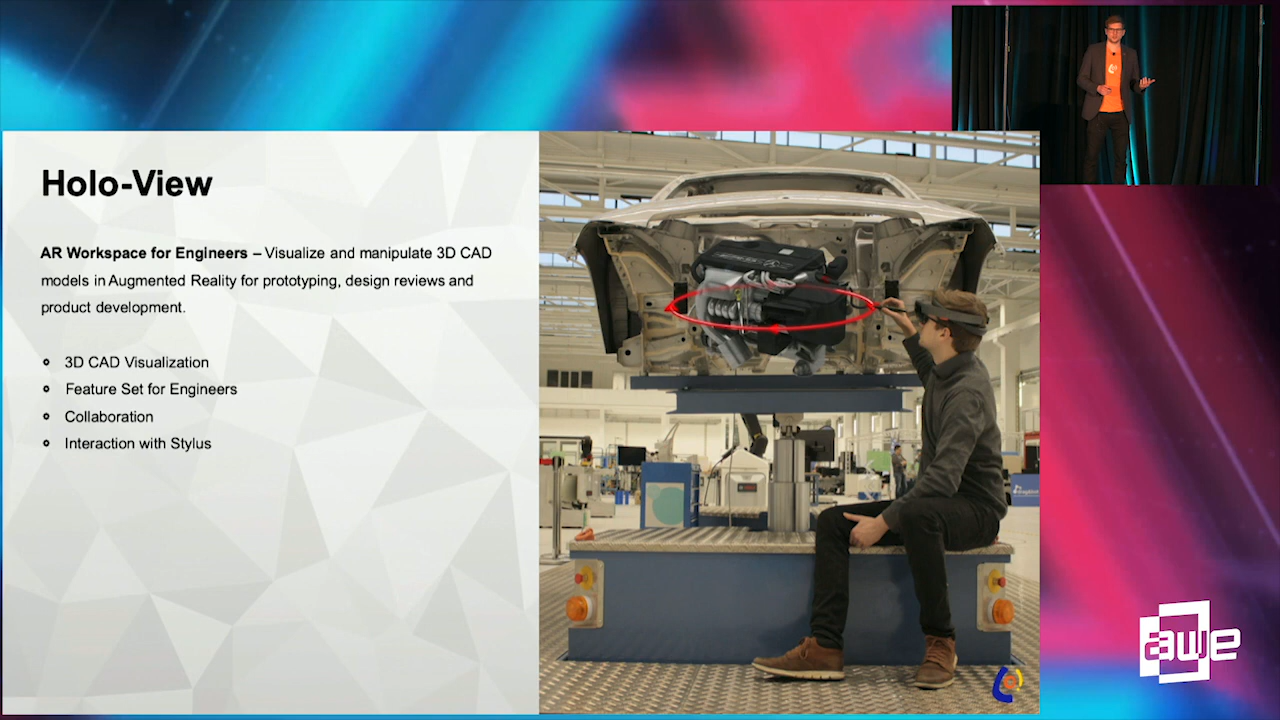 Holo-View
AR Workspace for Engineers – Visualize and manipulate 3D CAD
models in Augmented Reality for prototyping, design reviews and
product development.
3D CAD Visualization
Feature Set for Engineers
Collaboration
Interaction with Stylus
awe